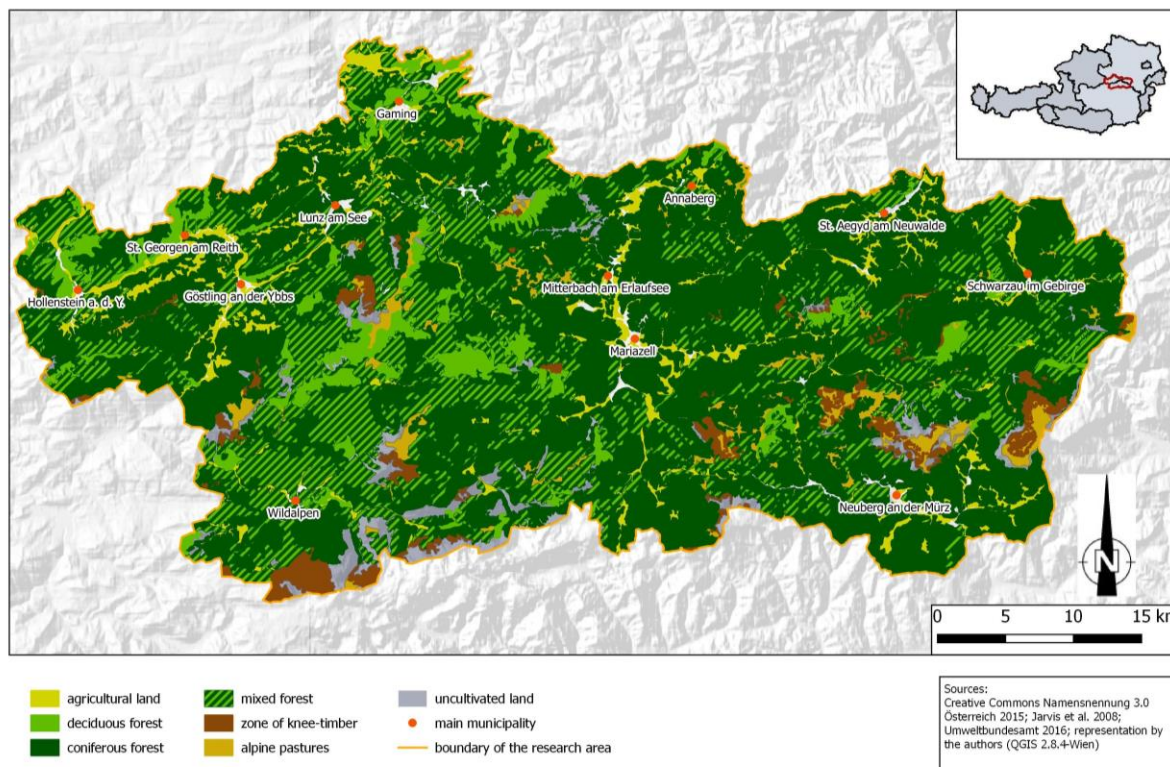 Gaming
Annaberg
Lunz am See
St. Aegyd am Neuwalde
St. Georgen am Reith
Mitterbach am Erlaufsee
Göstling an der Ybbs
Hollenstein a. d. Y.
Schwarzau im Gebirge
Mariazell
Wildalpen
Neuberg an der Mürz
N
0 5 10 15 km
agricultural land
deciduous forest
coniferous forest
mixed forest
zone of knee-timber
alpine pastures
uncultivated land
main municipality
boundary of the research area
Sources:
Creative Commons Namensnennung 3.0
Österreich 2015; Jarvis et al. 2008;
Umweltbundesamt 2016; representation by
the authors (QGIS 2.8.4-Wien)